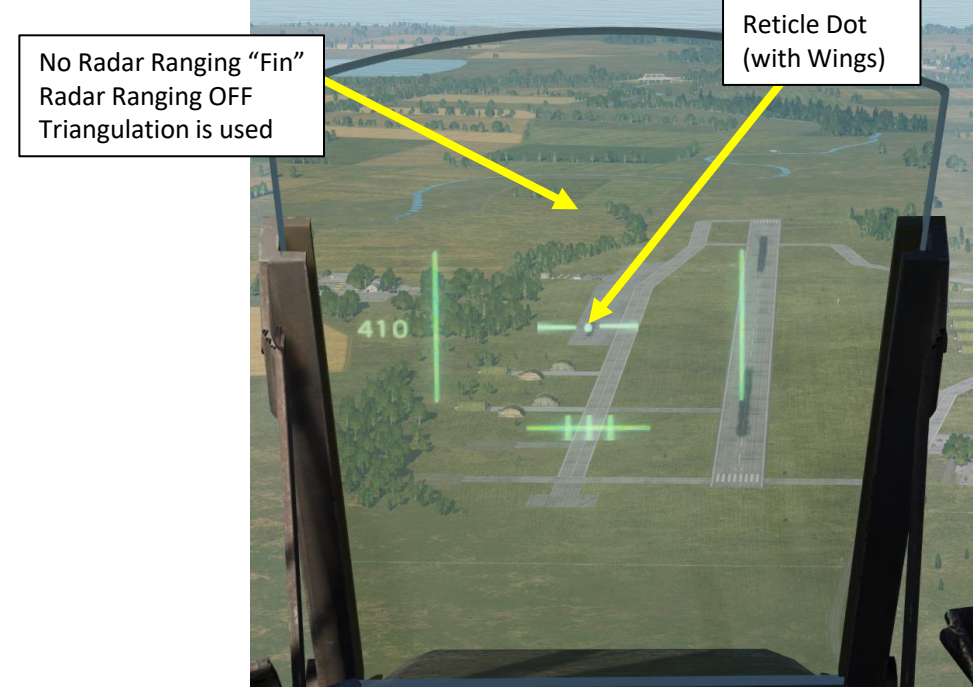 No Radar Ranging “Fin”
Radar Ranging OFF
Triangulation is used
Reticle Dot
(with Wings)
410